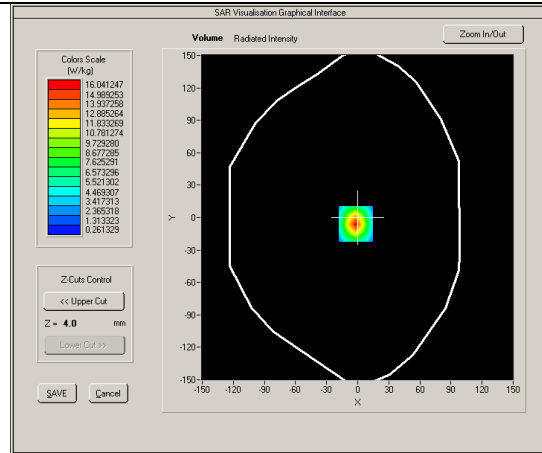 SAR Visualisation Graphical Interface
Volume Radiated Intensity
Zoom In/Out
Colors Scale
(W/kg)
16.041247
14.989253
13.937258
12.885264
11.833269
10.781274
9.729280
8.677285
7.625291
6.573296
5.521302
4.469307
3.417313
2.365318
1.313323
0.261329
Z-Cuts Control
<< Upper Cut
Z = 4.0 mm
Lower Cut >>
SAVE
Cancel
150-
120-
90-
60-
30-
0-
-30-
-60-
-90-
-120-
-150-
Y
-150 -120 -90 -60 -30 0 30 60 90 120 150
X